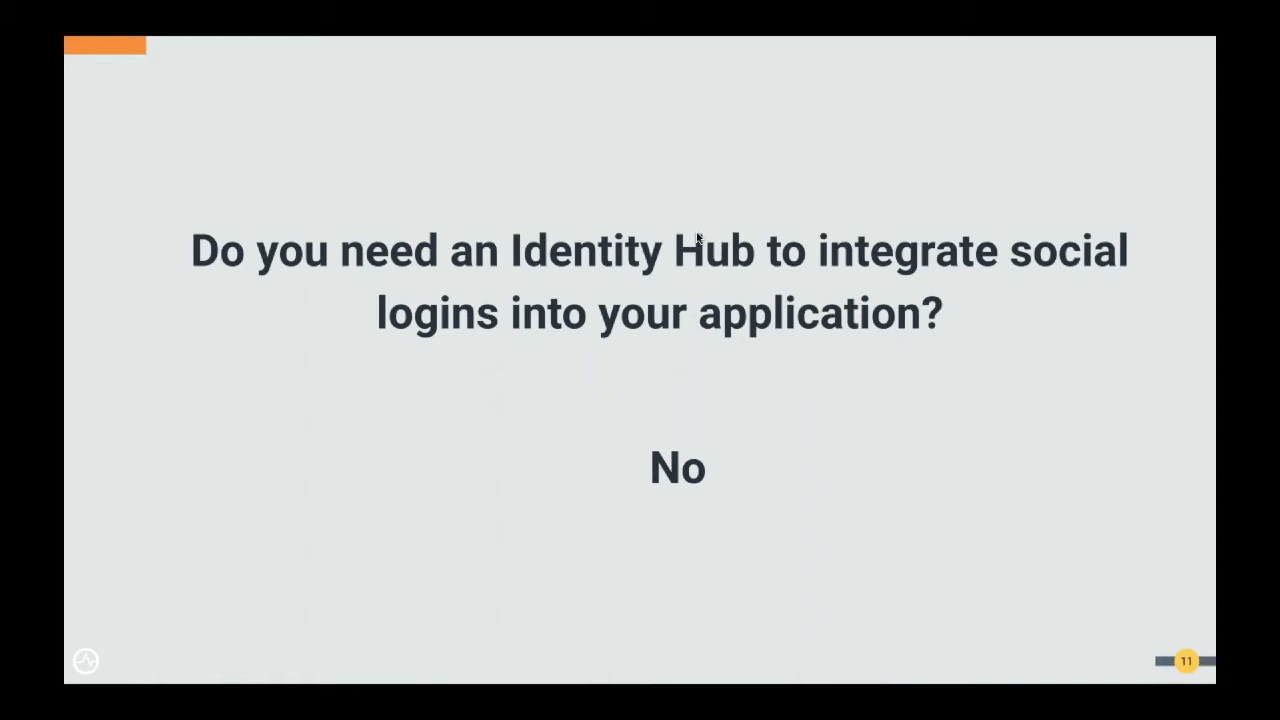 Do you need an Identity Hub to integrate social
logins into your application?
No
11